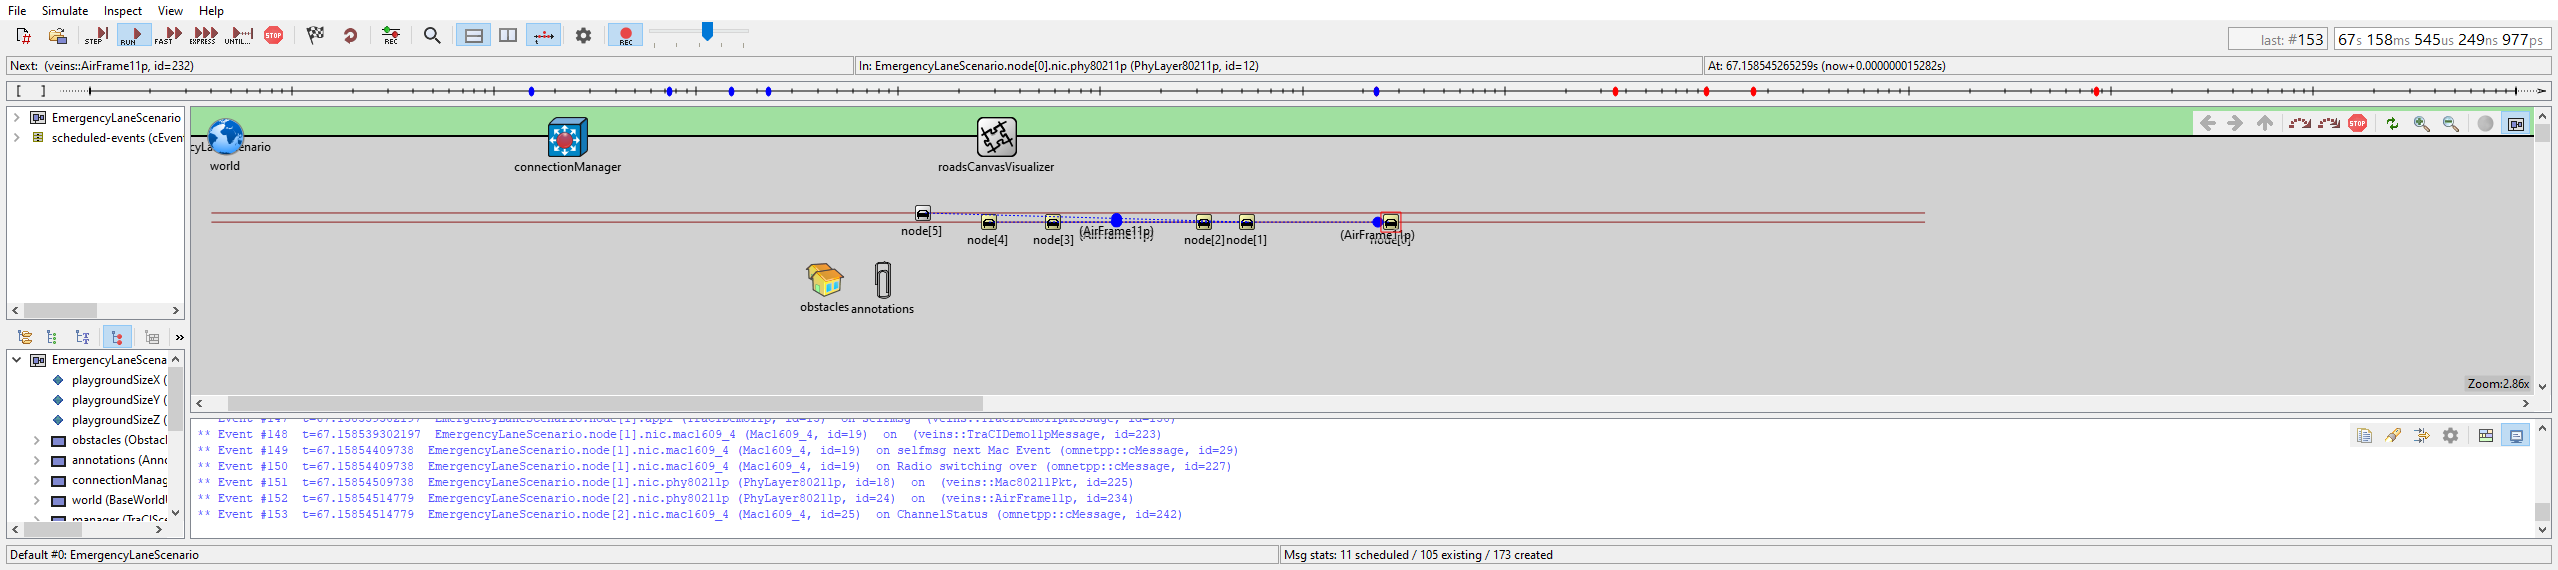 File Simulate Inspect View Help
STEP RUN FAST EXPRESS UNTIL... STOP REC REC
last: #153 67s 158ms 545us 249ns 977ps
Next: (veins::AirFrame11p, id=232) In: EmergencyLaneScenario.node[0].nic.phy80211p (PhyLayer80211p, id=12) At: 67.158545265259s (now+0.000000015282s)
[ ]
EmergencyLaneScenario
scheduled-events (cEven
STOP
world
connectionManager
roadsCanvasVisualizer
node[5]
node[4] node[3] (AirFrame11p) node[2] node[1] (AirFrame11p)
obstacles annotations
Zoom:2.86x
EmergencyLaneScena
playgroundSizeX (
playgroundSizeY (
playgroundSizeZ (
obstacles (Obstacl
annotations (Anno
connectionManag
world (BaseWorldU
manager (TraCISce
** Event #148 t=67.158539302197 EmergencyLaneScenario.node[1].nic.mac1609_4 (Mac1609_4, id=19) on (veins::TraCIDemo11pMessage, id=223)
** Event #149 t=67.15854409738 EmergencyLaneScenario.node[1].nic.mac1609_4 (Mac1609_4, id=19) on selfmsg next Mac Event (omnetpp::cMessage, id=29)
** Event #150 t=67.15854409738 EmergencyLaneScenario.node[1].nic.mac1609_4 (Mac1609_4, id=19) on Radio switching over (omnetpp::cMessage, id=227)
** Event #151 t=67.15854509738 EmergencyLaneScenario.node[1].nic.phy80211p (PhyLayer80211p, id=18) on (veins::Mac80211Pkt, id=225)
** Event #152 t=67.15854514779 EmergencyLaneScenario.node[2].nic.phy80211p (PhyLayer80211p, id=24) on (veins::AirFrame11p, id=234)
** Event #153 t=67.15854514779 EmergencyLaneScenario.node[2].nic.mac1609_4 (Mac1609_4, id=25) on ChannelStatus (omnetpp::cMessage, id=242)
Default #0: EmergencyLaneScenario Msg stats: 11 scheduled / 105 existing / 173 created